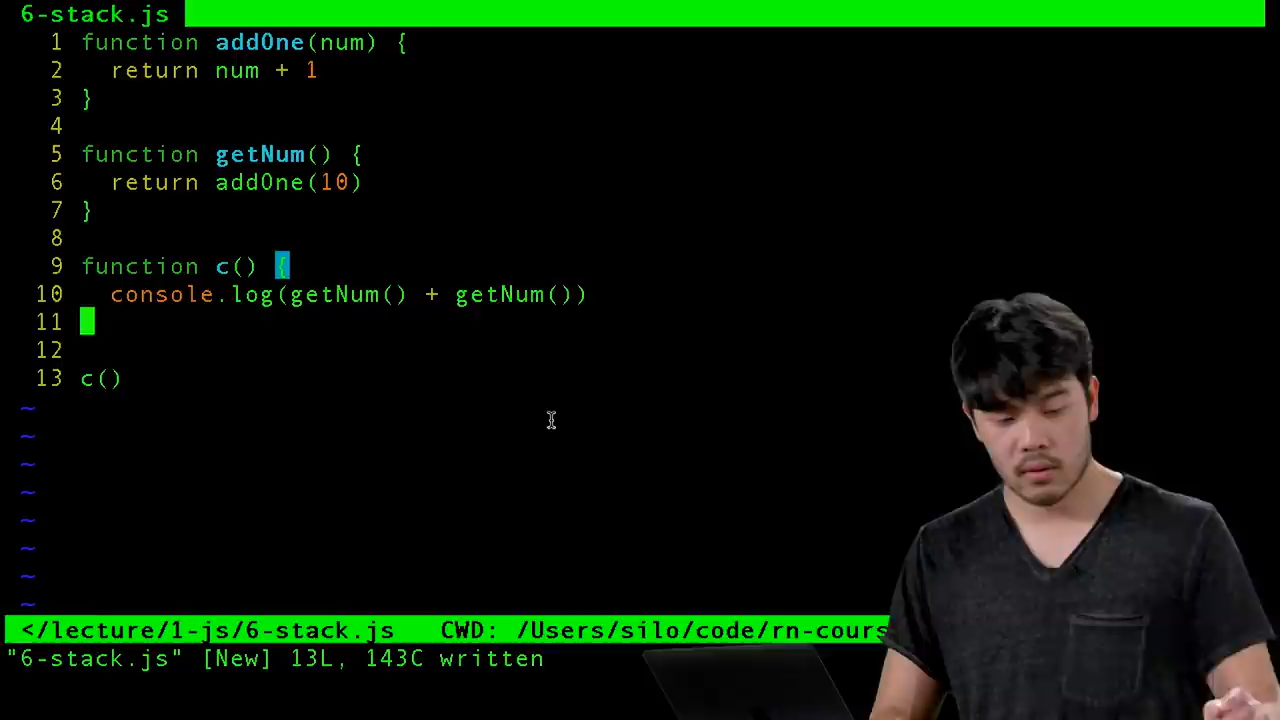 6-stack.js
1 function addOne(num) {
2   return num + 1
3 }
4
5 function getNum() {
6   return addOne(10)
7 }
8
9 function c() {
10   console.log(getNum() + getNum())
11
12
13 c()
~
~
~
~
~
~
~
~
</lecture/1-js/6-stack.js   CWD: /Users/silo/code/rn-cours
"6-stack.js" [New] 13L, 143C written